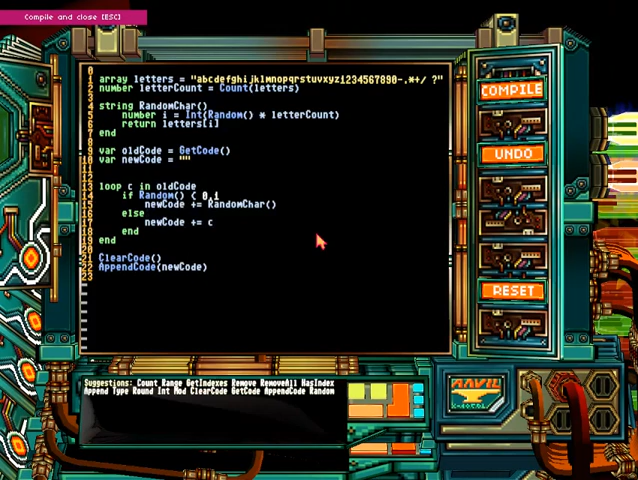 Compile and close [ESC]
0
1 array letters = "abcdefghijklmnopqrstuvwxyz1234567890-.*+/ ?"
2 number letterCount = Count(letters)
3
4 string RandomChar()
5 number i = Int(Random() * letterCount)
6 return letters[i]
7 end
8
9 var oldCode = GetCode()
10 var newCode = ""
11
12
13 loop c in oldCode
14 if Random() < 0.1
15 newCode += RandomChar()
16 else
17 newCode += c
18 end
19 end
20
21 ClearCode()
22 AppendCode(newCode)
23
COMPILE
UNDO
RESET
Suggestions: Count Range GetIndexes Remove RemoveAll HasIndex
Append Type Round Int Mod ClearCode GetCode AppendCode Random
ANVIL